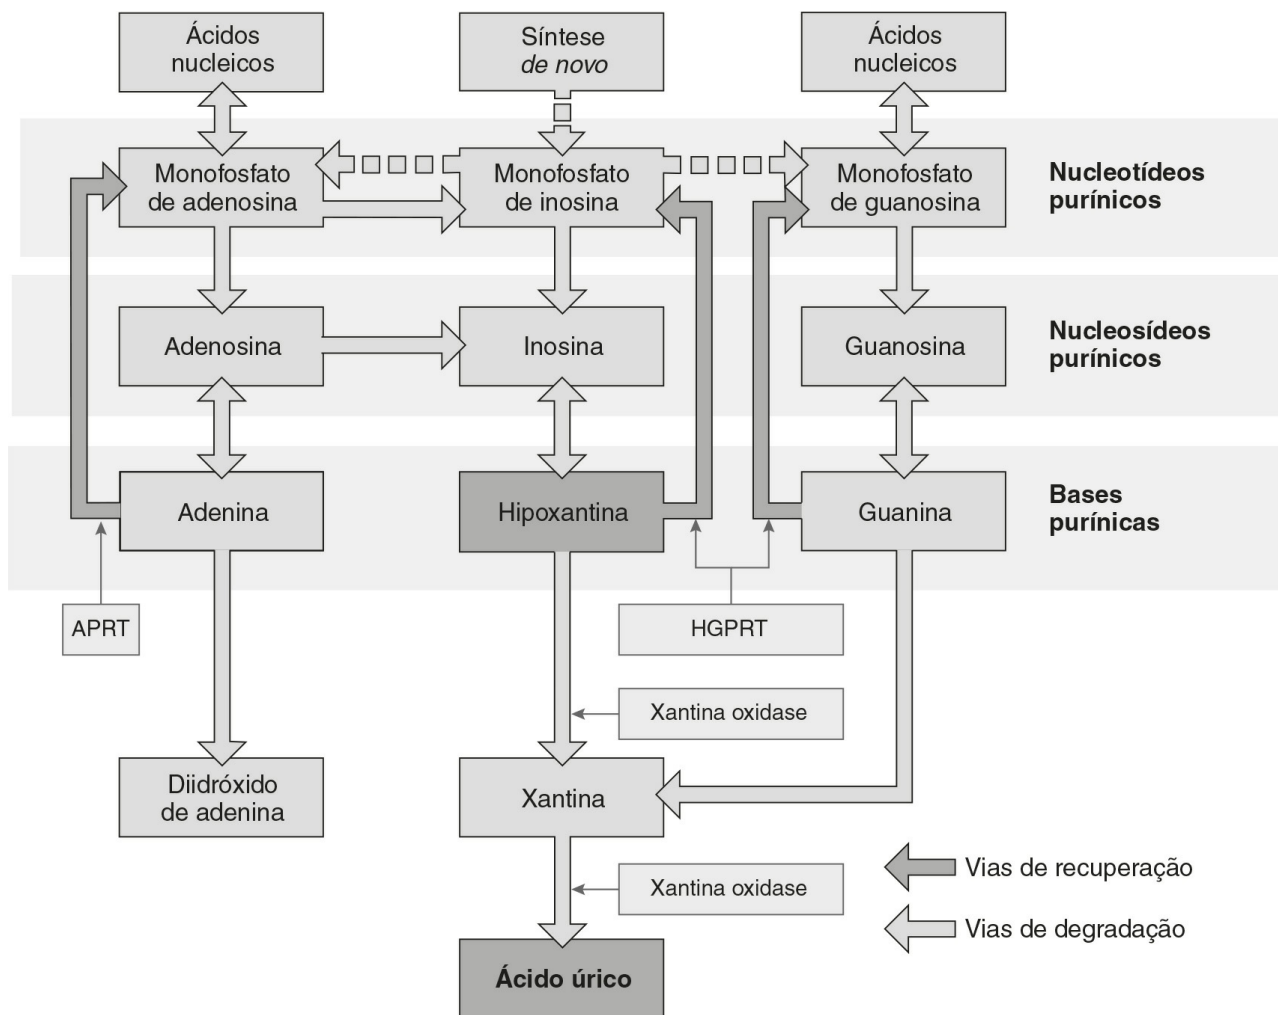 Ácidos
nucleicos
Síntese
de novo
Ácidos
nucleicos
Monofosfato
de adenosina
Monofosfato
de inosina
Monofosfato
de guanosina
Nucleotídeos
purínicos
Adenosina
Inosina
Guanosina
Nucleosídeos
purínicos
Adenina
Hipoxantina
Guanina
Bases
purínicas
APRT
HGPRT
Xantina oxidase
Diidróxido
de adenina
Xantina
Xantina oxidase
Vias de recuperação
Vias de degradação
Ácido úrico